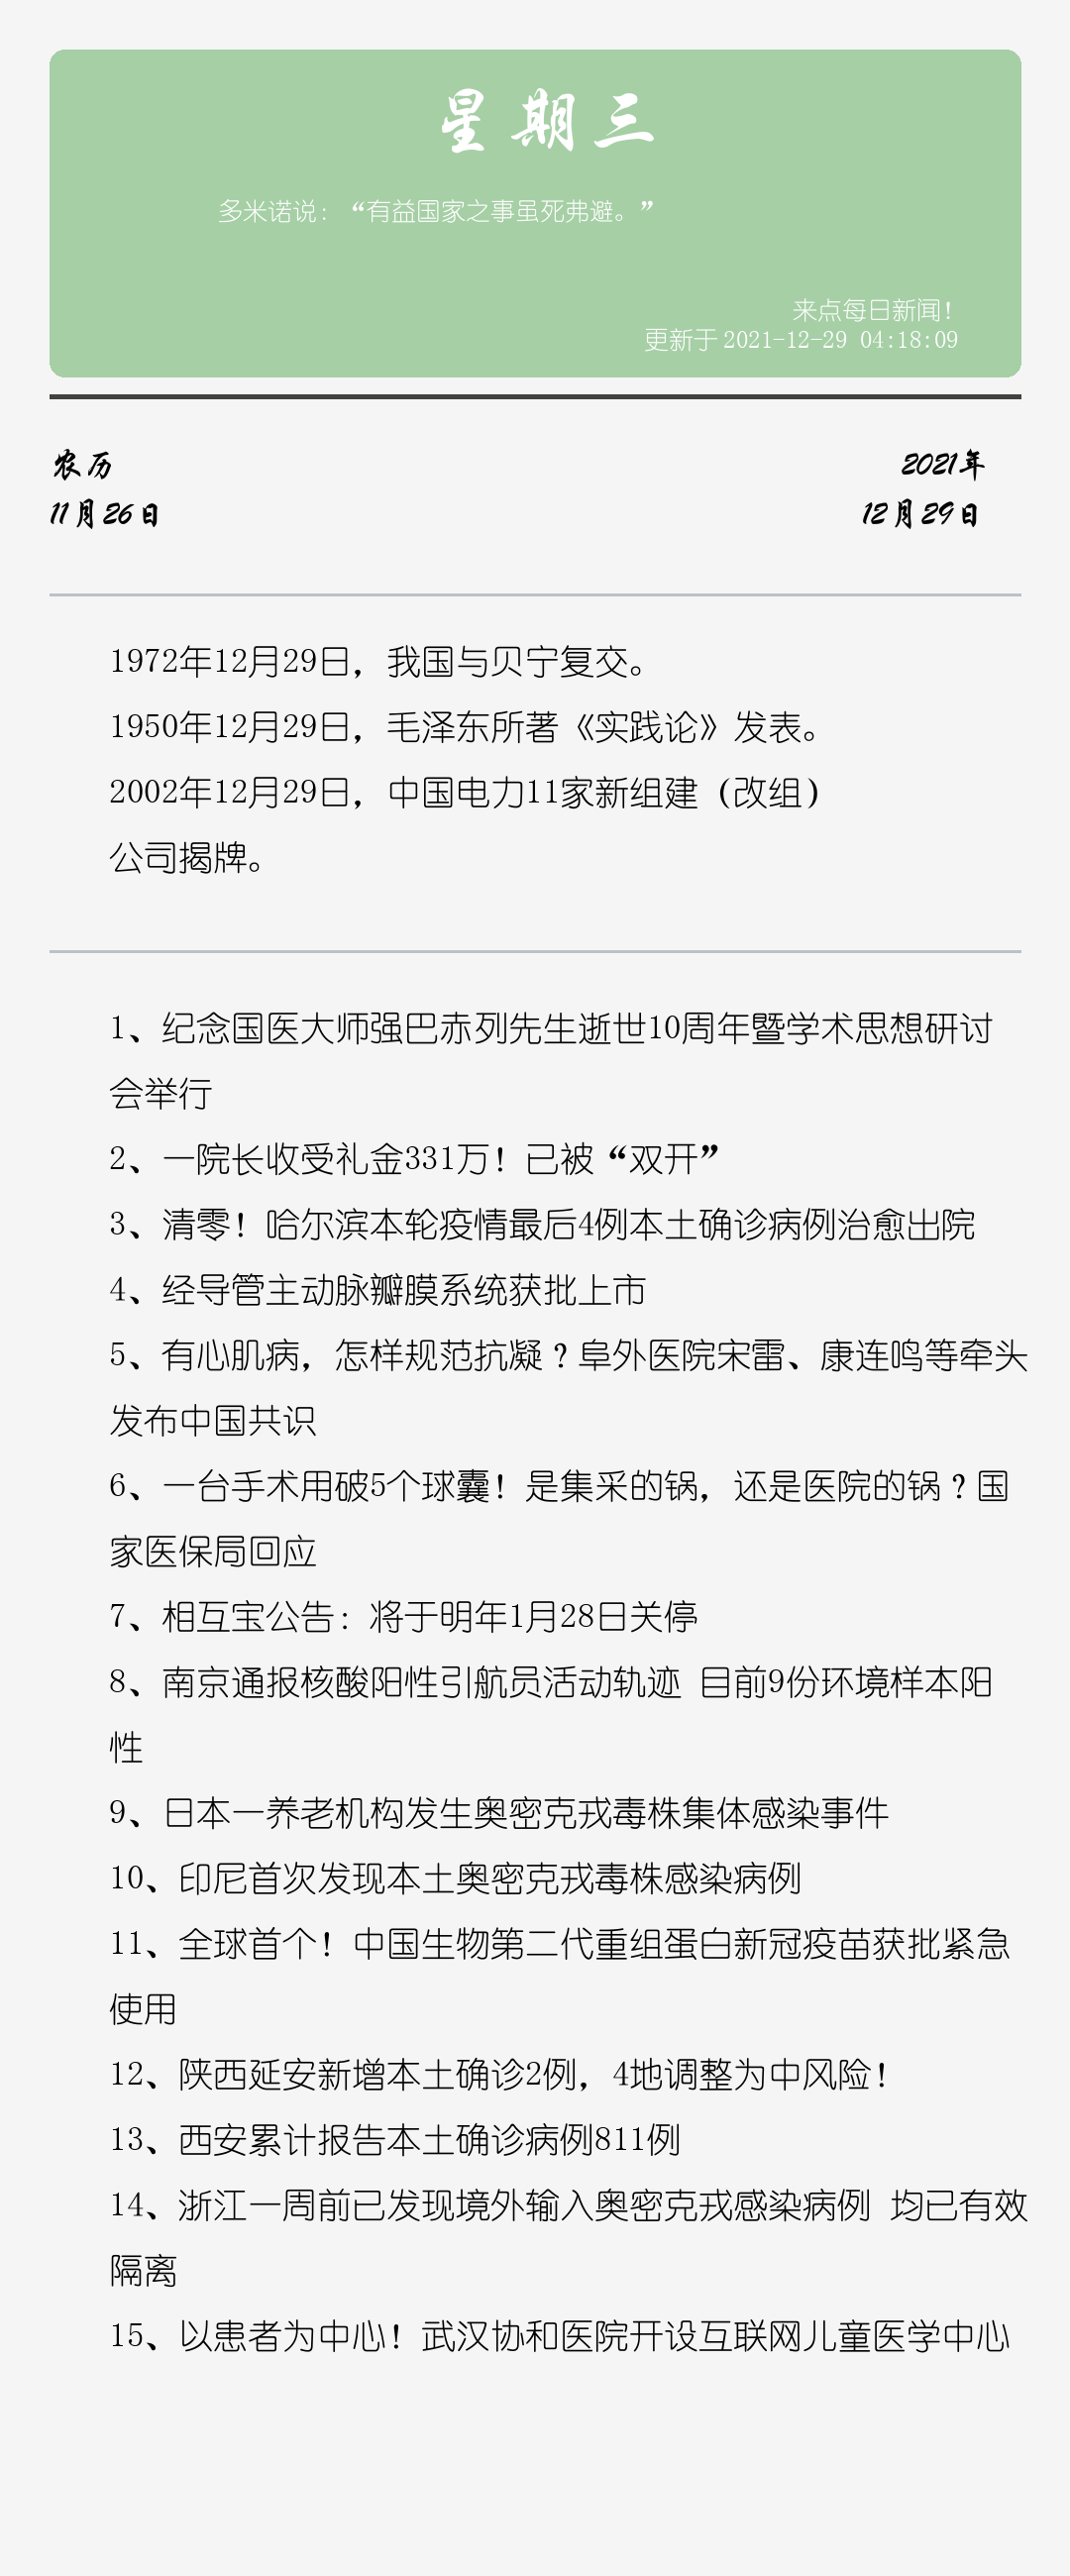 星期三
多米诺说：“有益国家之事虽死弗避。”
来点每日新闻！
更新于 2021-12-29 04:18:09
农历
2021年
11月26日
12月29日
1972年12月29日，我国与贝宁复交。
1950年12月29日，毛泽东所著《实践论》发表。
2002年12月29日，中国电力11家新组建（改组）
公司揭牌。
1、纪念国医大师强巴赤列先生逝世10周年暨学术思想研讨
会举行
2、一院长收受礼金331万！已被“双开”
3、清零！哈尔滨本轮疫情最后4例本土确诊病例治愈出院
4、经导管主动脉瓣膜系统获批上市
5、有心肌病，怎样规范抗凝？阜外医院宋雷、康连鸣等牵头
发布中国共识
6、一台手术用破5个球囊！是集采的锅，还是医院的锅？国
家医保局回应
7、相互宝公告：将于明年1月28日关停
8、南京通报核酸阳性引航员活动轨迹 目前9份环境样本阳
性
9、日本一养老机构发生奥密克戎毒株集体感染事件
10、印尼首次发现本土奥密克戎毒株感染病例
11、全球首个！中国生物第二代重组蛋白新冠疫苗获批紧急
使用
12、陕西延安新增本土确诊2例，4地调整为中风险！
13、西安累计报告本土确诊病例811例
14、浙江一周前已发现境外输入奥密克戎感染病例 均已有效
隔离
15、以患者为中心！武汉协和医院开设互联网儿童医学中心